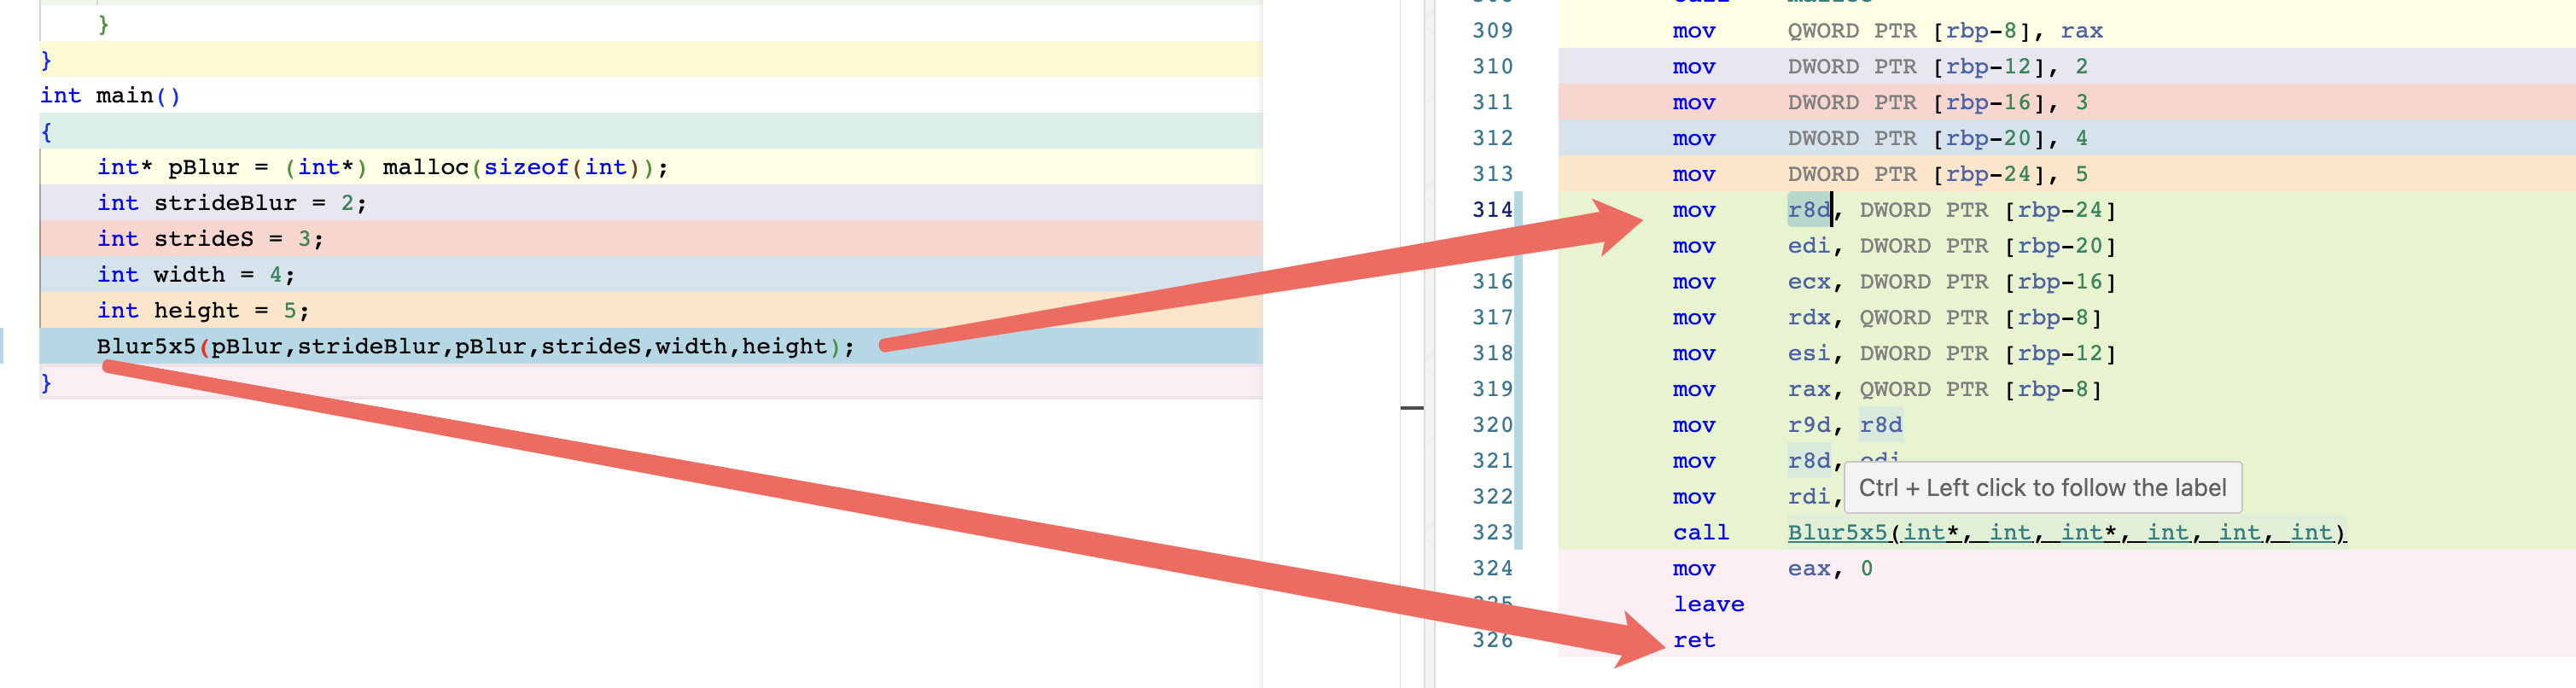 }
}
int main()
{
int* pBlur = (int*) malloc(sizeof(int));
int strideBlur = 2;
int strideS = 3;
int width = 4;
int height = 5;
Blur5x5(pBlur,strideBlur,pBlur,strideS,width,height);
}
309 mov QWORD PTR [rbp-8], rax
310 mov DWORD PTR [rbp-12], 2
311 mov DWORD PTR [rbp-16], 3
312 mov DWORD PTR [rbp-20], 4
313 mov DWORD PTR [rbp-24], 5
314 mov r8d, DWORD PTR [rbp-24]
mov edi, DWORD PTR [rbp-20]
316 mov ecx, DWORD PTR [rbp-16]
317 mov rdx, QWORD PTR [rbp-8]
318 mov esi, DWORD PTR [rbp-12]
319 mov rax, QWORD PTR [rbp-8]
320 mov r9d, r8d
321 mov r8d, edi
322 mov rdi,
Ctrl + Left click to follow the label
323 call Blur5x5(int*, int, int*, int, int, int)
324 mov eax, 0
325 leave
326 ret